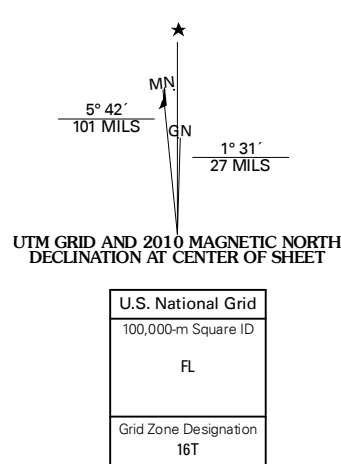 ★
MN
5° 42´
101 MILS
GN
1° 31´
27 MILS
UTM GRID AND 2010 MAGNETIC NORTH
DECLINATION AT CENTER OF SHEET
U.S. National Grid
100,000-m Square ID
FL
Grid Zone Designation
16T